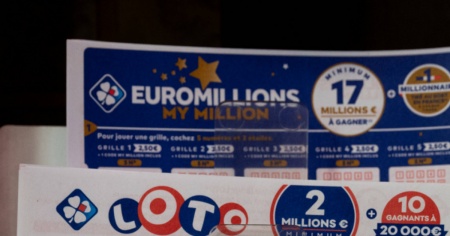 EUROMILLIONS
MY MILLION
MINIMUM
17
MILLIONS €
À GAGNER
+
MILLIONNAIRE
Pour jouer une grille, cochez 5 numéros et 2 étoiles
GRILLE 1 2,50€
GRILLE 2 2,50€
GRILLE 3 2,50€
GRILLE 4 2,50€
GRILLE 5 2,50€
LOTO
2
MILLIONS €
MINIMUM
+
10
GAGNANTS
À
20 000€